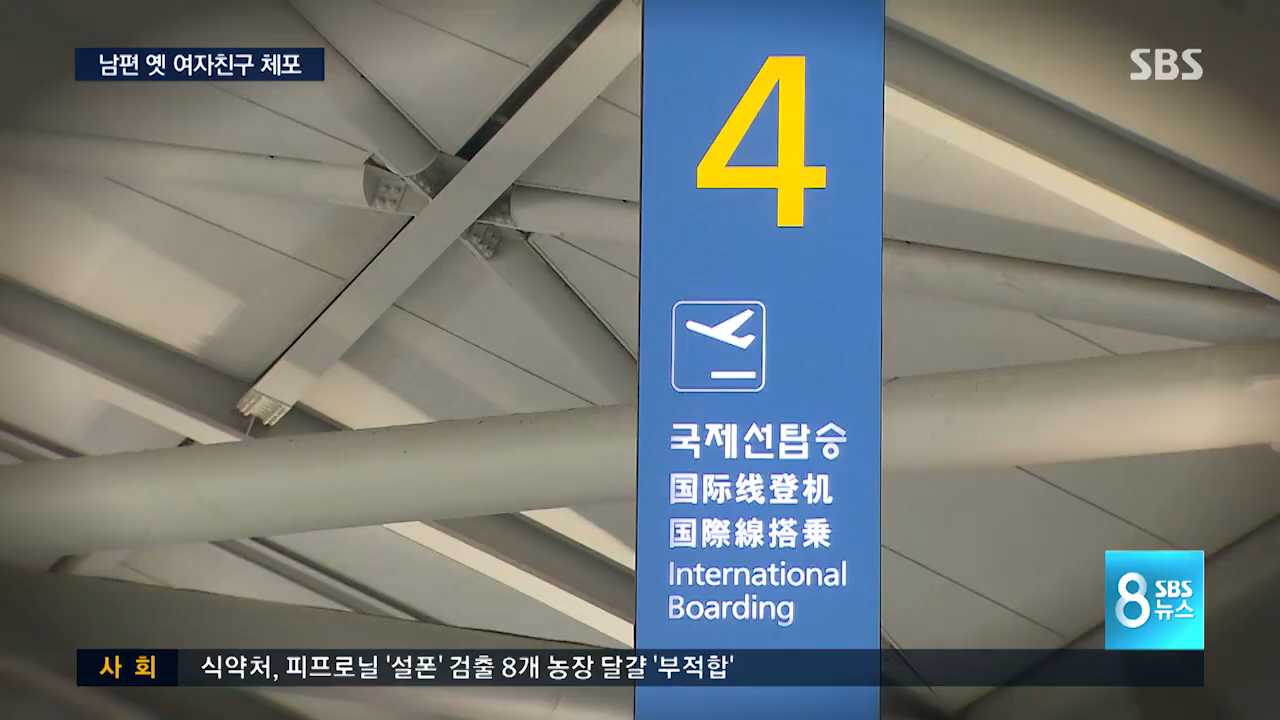 남편 옛 여자친구 체포
SBS
4
국제선탑승
国际线登机
国際線搭乗
International
Boarding
8 SBS
뉴스
사 회 식약처, 피프로닐 '설폰' 검출 8개 농장 달걀 '부적합'